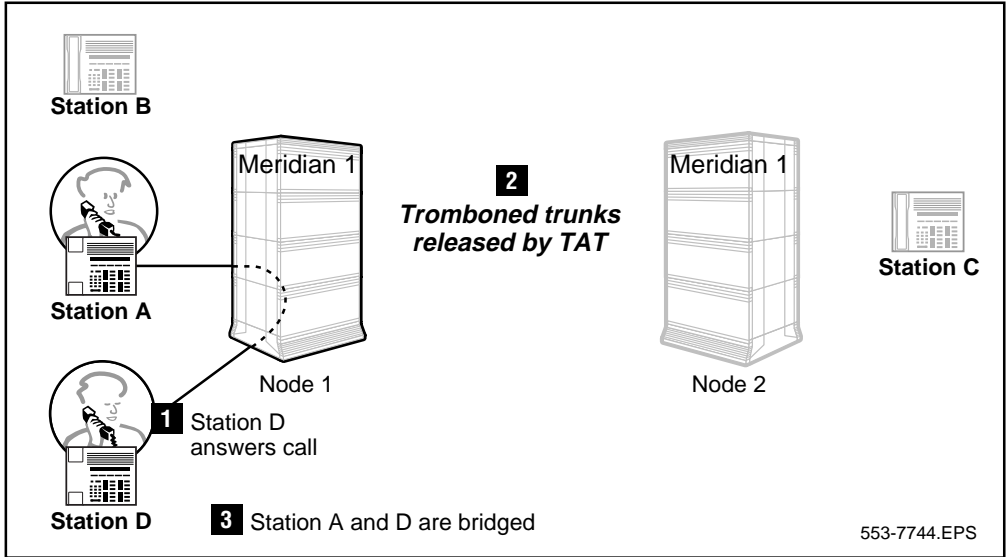 Station B
Meridian 1
Meridian 1
2
Tromboned trunks
released by TAT
Station C
Station A
Node 1
Node 2
1 Station D
answers call
Station D
3 Station A and D are bridged
553-7744.EPS